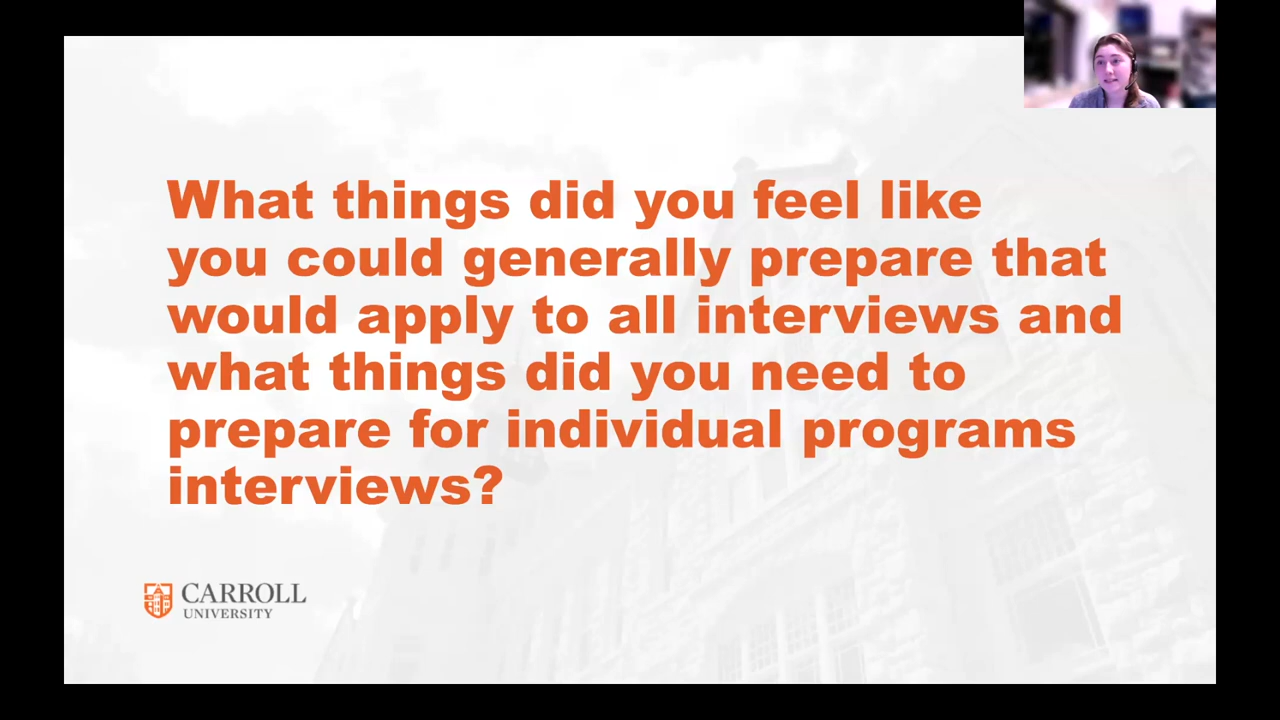 What things did you feel like
you could generally prepare that
would apply to all interviews and
what things did you need to
prepare for individual programs
interviews?
CARROLL
UNIVERSITY